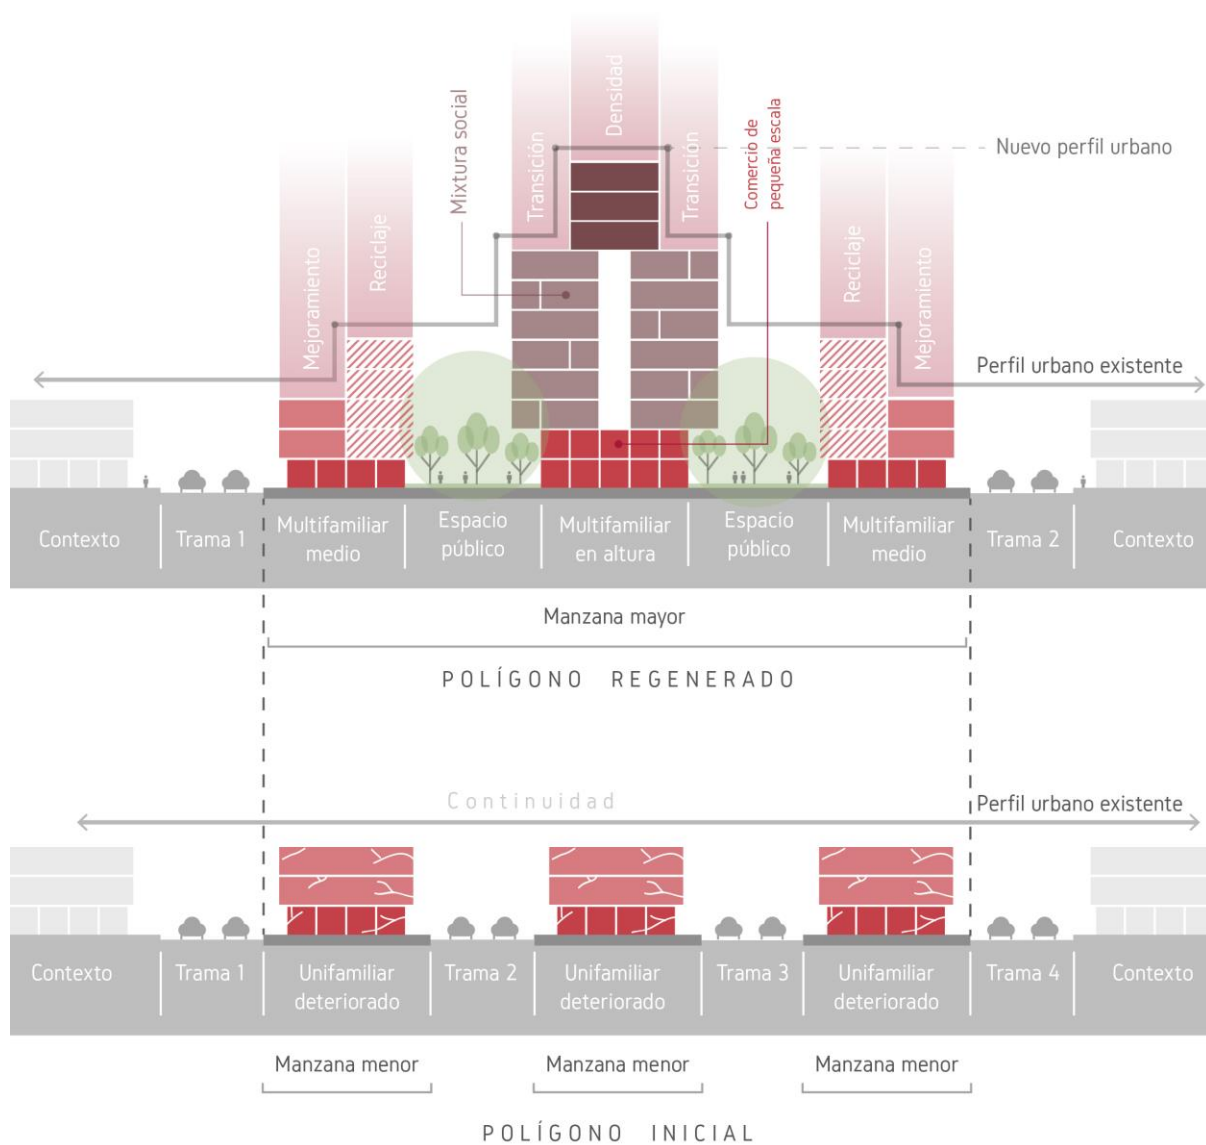 Densidad
Transición
Transición
Mixtura social
Comercio de
pequeña escala
Nuevo perfil urbano
Mejoramiento
Reciclaje
Reciclaje
Mejoramiento
Perfil urbano existente
Contexto
Trama 1
Multifamiliar
medio
Espacio
público
Multifamiliar
en altura
Espacio
público
Multifamiliar
medio
Trama 2
Contexto
Manzana mayor
POLÍGONO REGENERADO
Continuidad
Perfil urbano existente
Contexto
Trama 1
Unifamiliar
deteriorado
Trama 2
Unifamiliar
deteriorado
Trama 3
Unifamiliar
deteriorado
Trama 4
Contexto
Manzana menor
Manzana menor
Manzana menor
POLÍGONO INICIAL